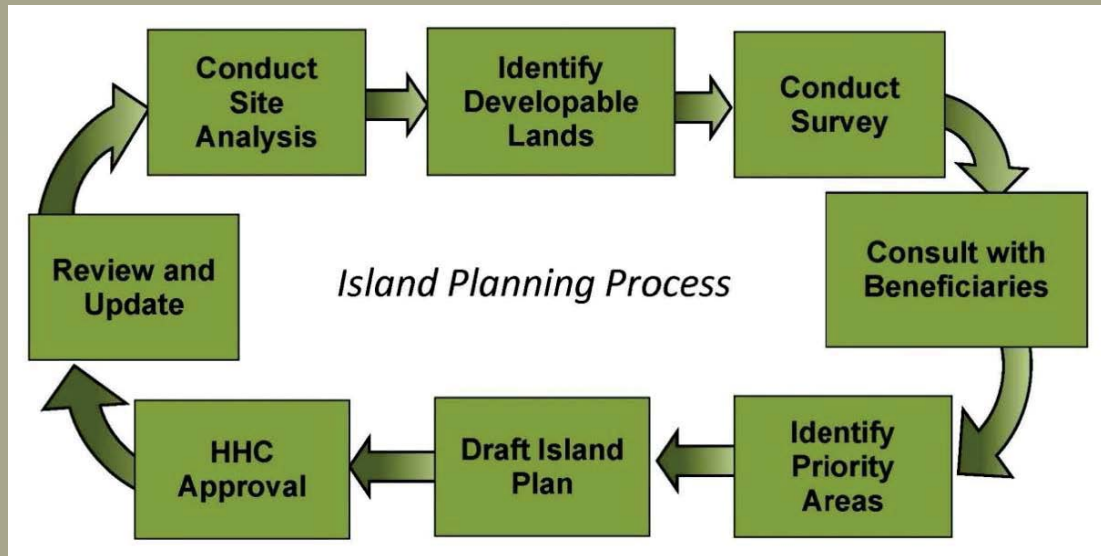 Conduct
Site
Analysis
Identify
Developable
Lands
Conduct
Survey
Consult with
Beneficiaries
Identify
Priority
Areas
Draft Island
Plan
HHC
Approval
Review and
Update
Island Planning Process